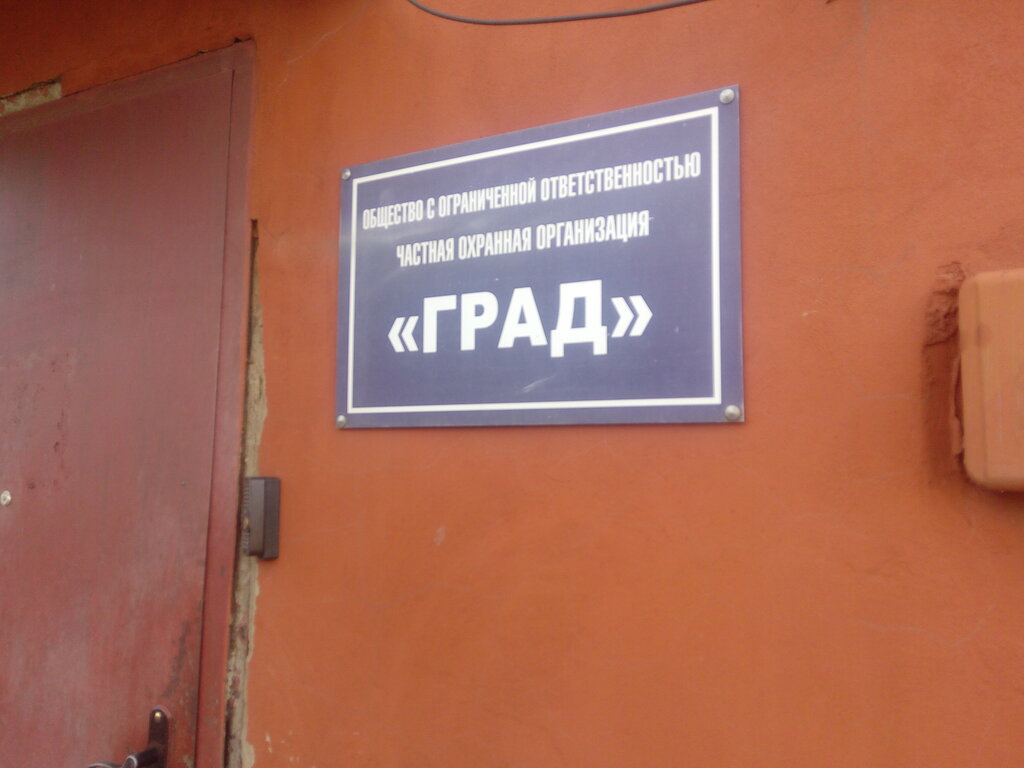 ОБЩЕСТВО С ОГРАНИЧЕННОЙ ОТВЕТСТВЕННОСТЬЮ
ЧАСТНАЯ ОХРАННАЯ ОРГАНИЗАЦИЯ
«ГРАД»